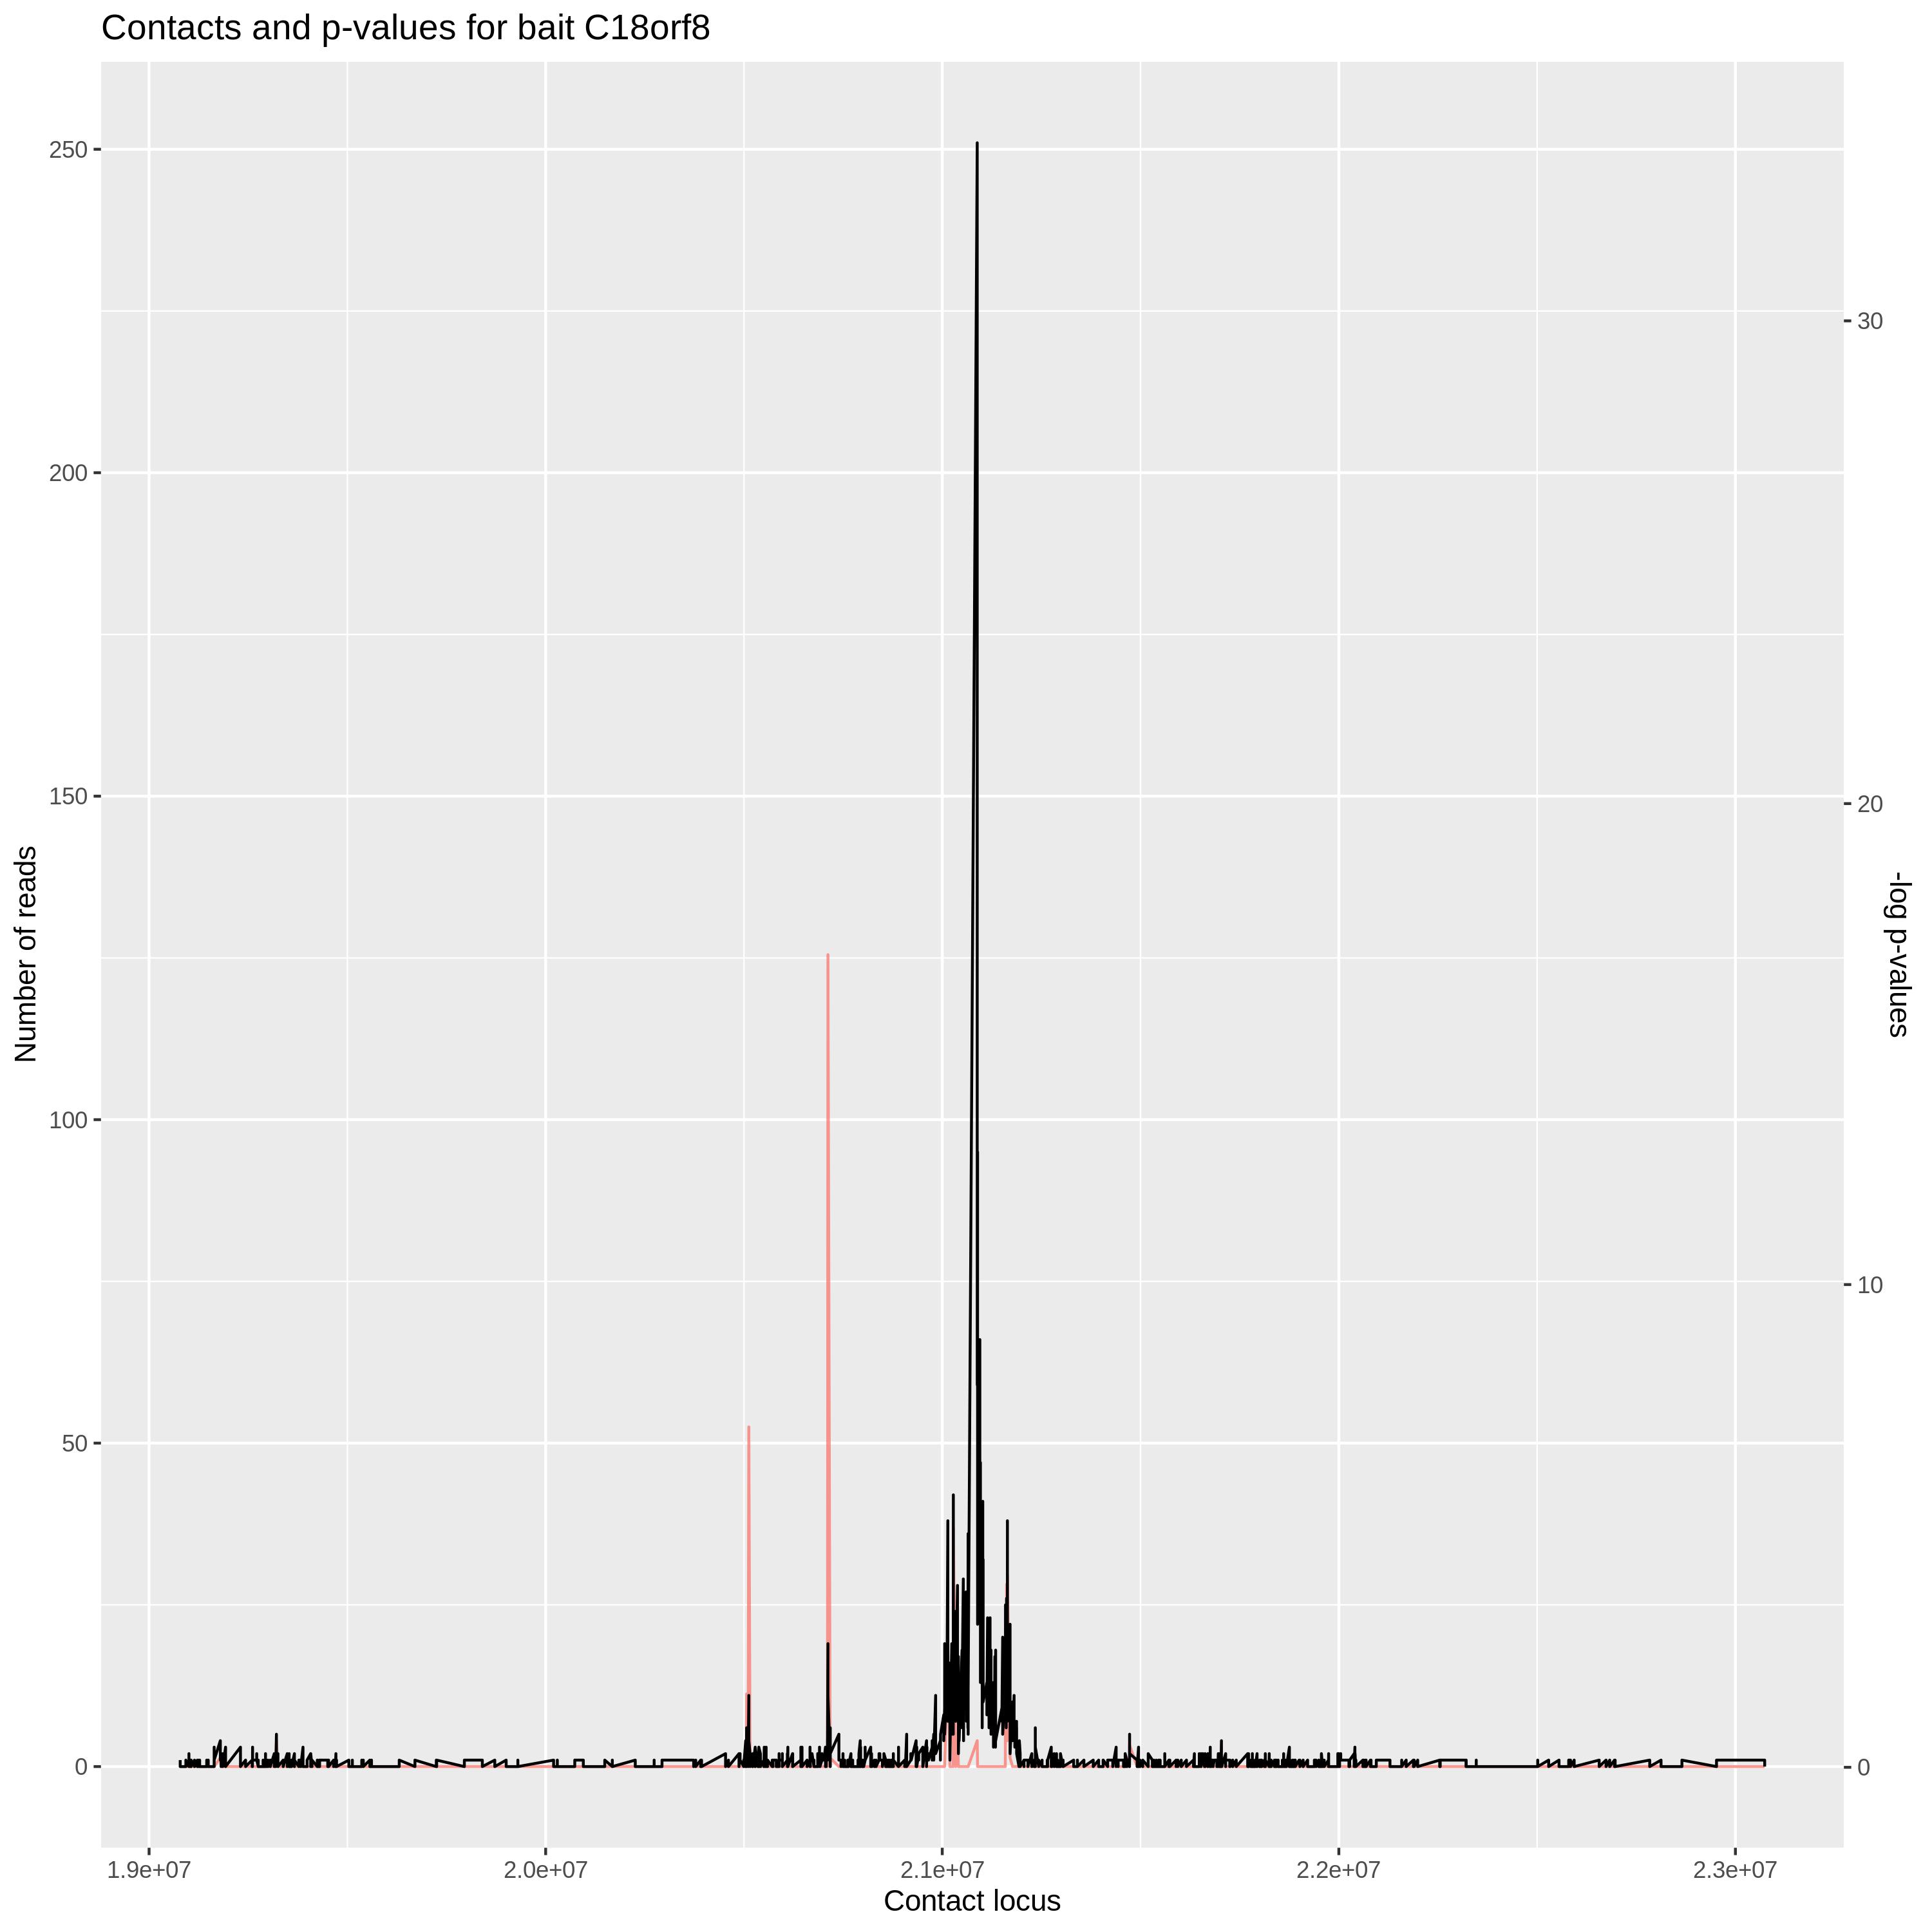 Contacts and p-values for bait C18orf8
250
200
150
100
50
0
Number of reads
30
20
10
0
-log p-values
1.9e+07
2.0e+07
2.1e+07
2.2e+07
2.3e+07
Contact locus